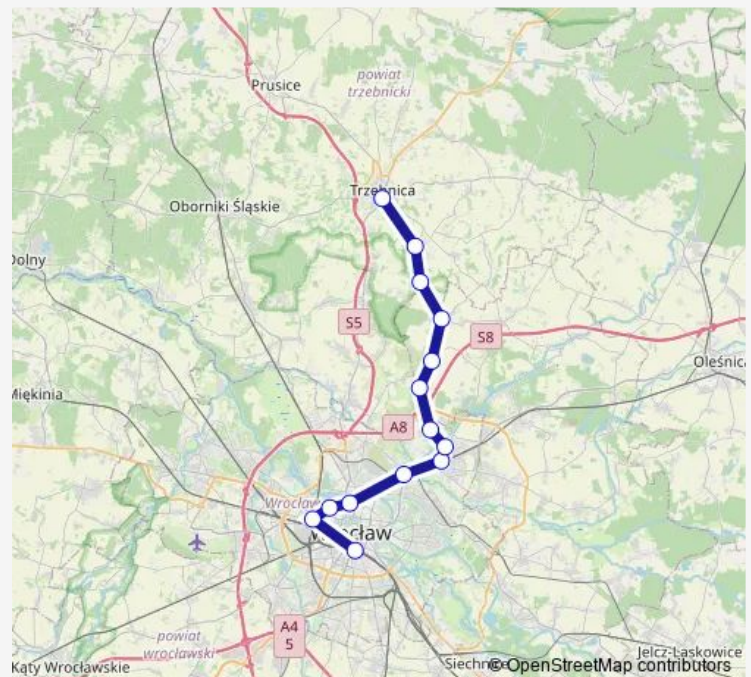 Prusice
powiat
trzebnicki
Trzebnica
Oborniki Śląskie
Dolny
S5
S8
Oleśnica
Miękinia
A8
Wrocław
Wrocław
powiat
wrocławski
A4
5
Jelcz-Laskowice
Kąty Wrocławskie
Siechnice
© OpenStreetMap contributors